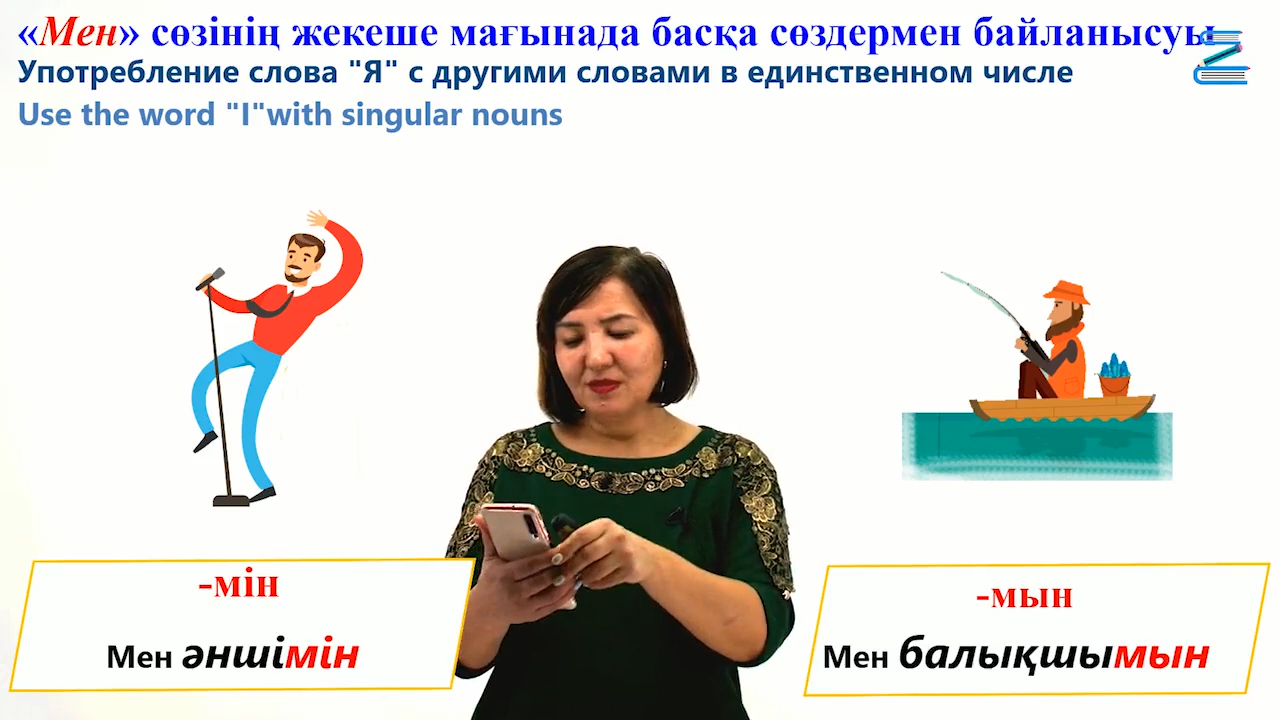 «Мен» сөзінің жекеше мағынада басқа сөздермен байланысуы
Употребление слова "Я" с другими словами в единственном числе
Use the word "I"with singular nouns
-мін
Мен әншімін
-мын
Мен балықшымын